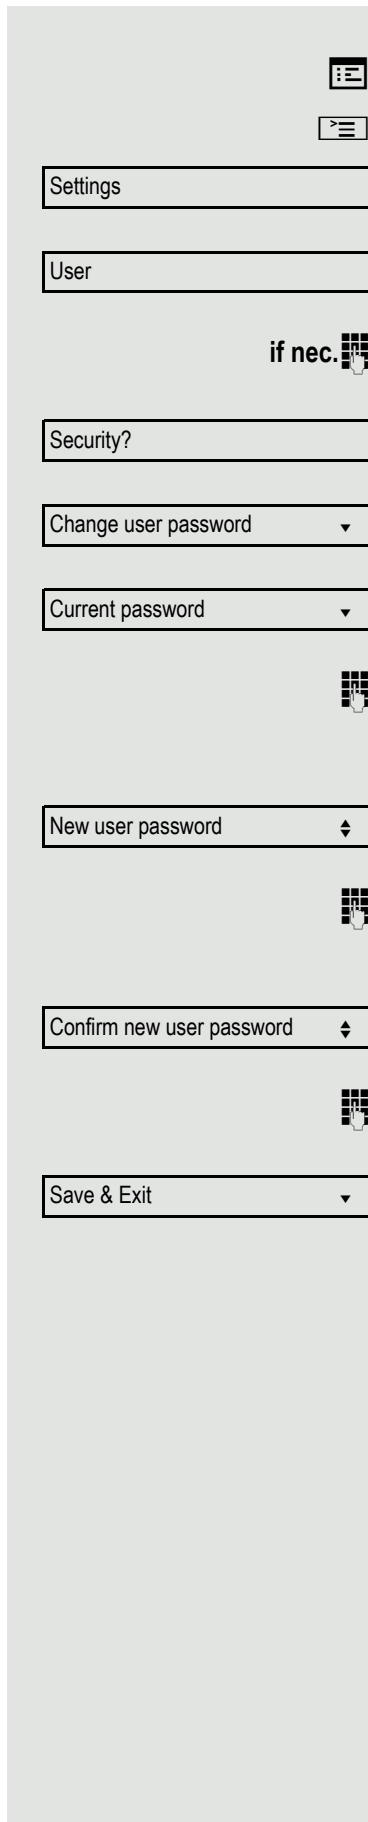 Settings
User
if nec.
Security?
Change user password
Current password
New user password
Confirm new user password
Save & Exit